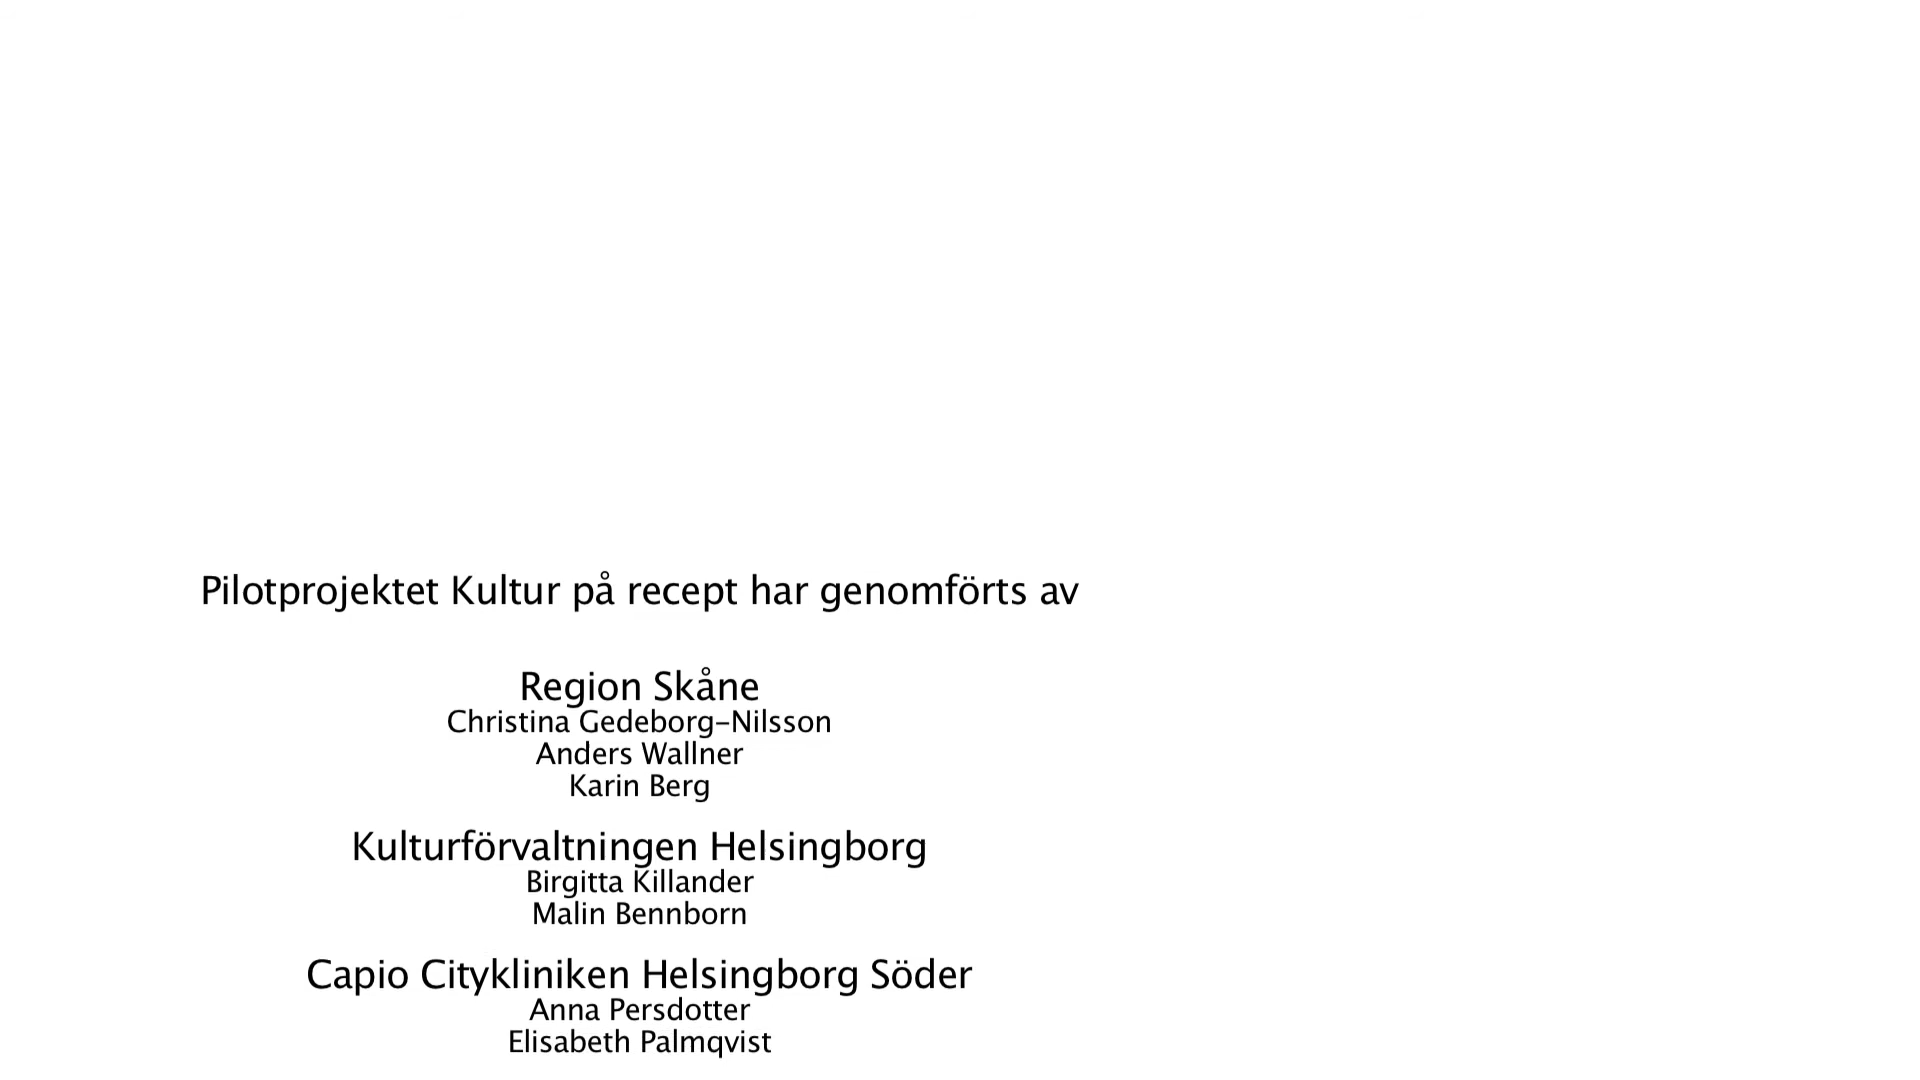 Pilotprojektet Kultur på recept har genomförts av
Region Skåne
Christina Gedeborg-Nilsson
Anders Wallner
Karin Berg
Kulturförvaltningen Helsingborg
Birgitta Killander
Malin Bennborn
Capio Citykliniken Helsingborg Söder
Anna Persdotter
Elisabeth Palmqvist